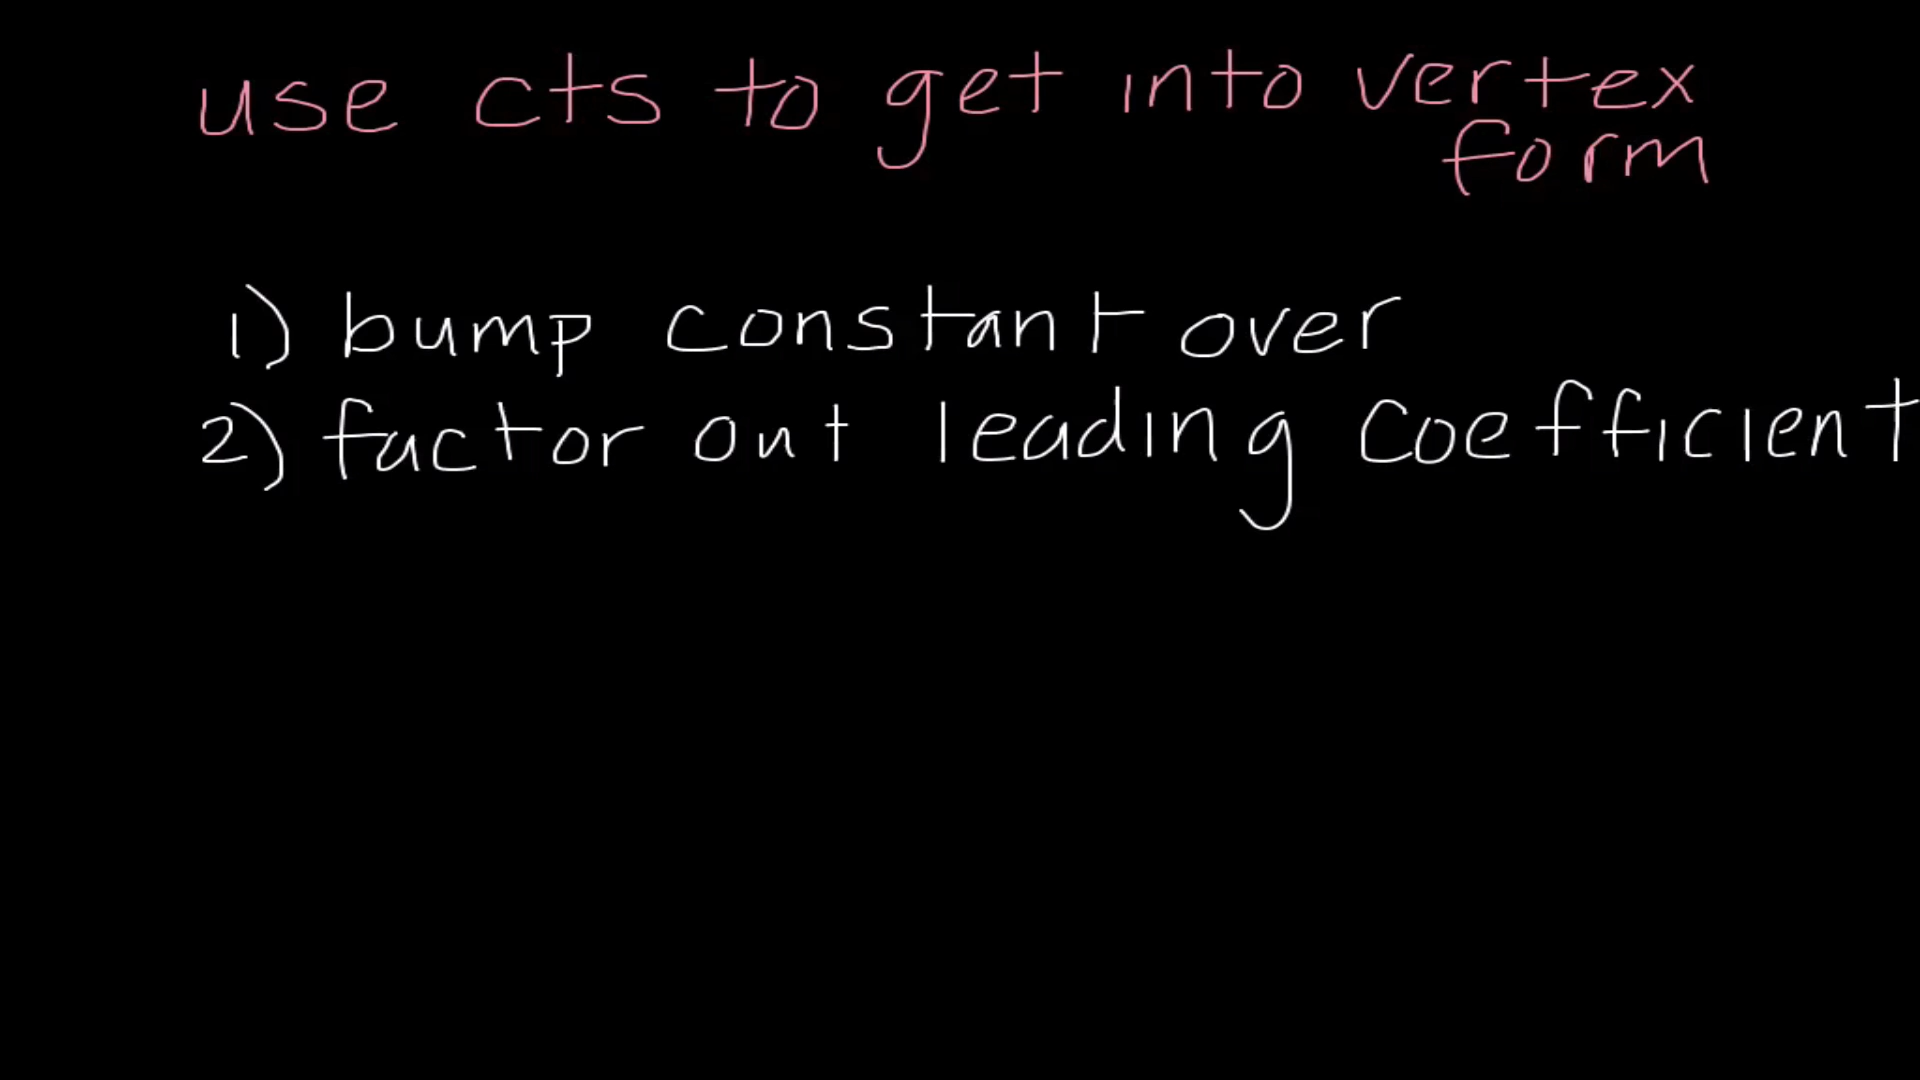 use cts to get into vertex
form
1) bump constant over
2) factor out leading coefficient